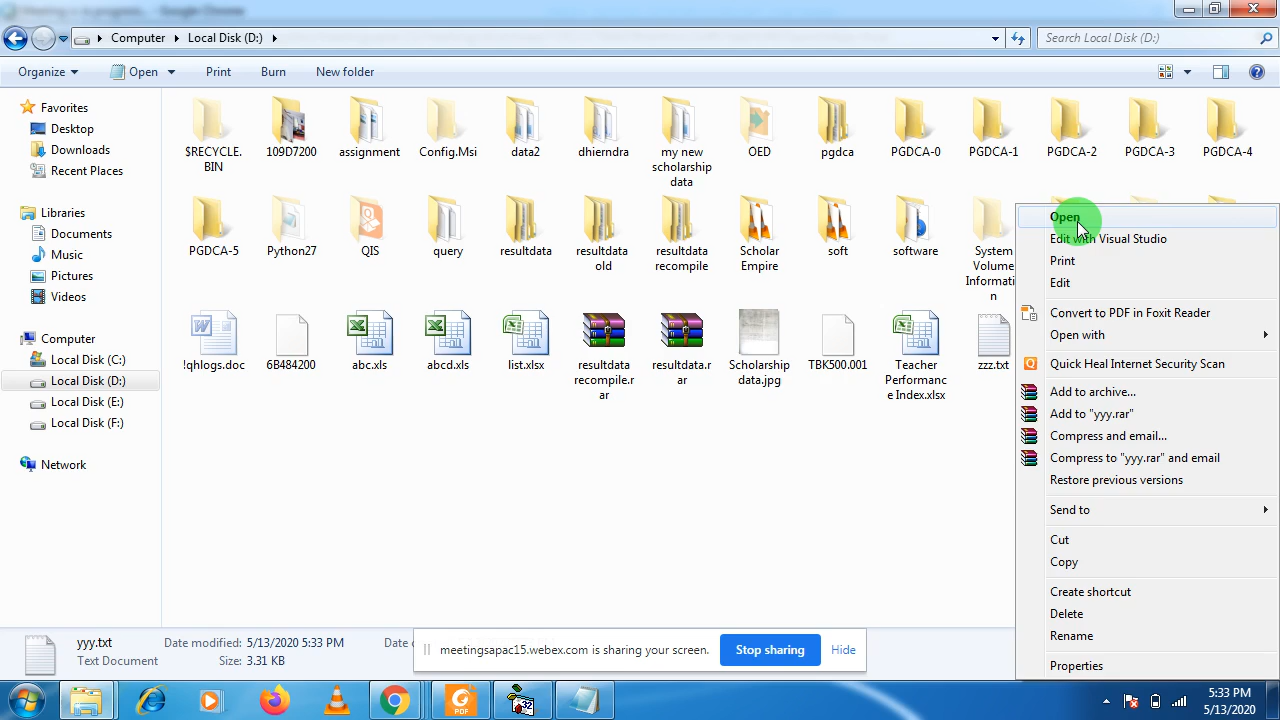 Computer
Local Disk (D:)
Search Local Disk (D:)
Organize
Open
Print
Burn
New folder
Favorites
Desktop
Downloads
Recent Places
Libraries
Documents
Music
Pictures
Videos
Computer
Local Disk (C:)
Local Disk (D:)
Local Disk (E:)
Local Disk (F:)
Network
$RECYCLE.
BIN
109D7200
assignment
Config.Msi
data2
dhierndra
my new
scholarship
data
OED
pgdca
PGDCA-0
PGDCA-1
PGDCA-2
PGDCA-3
PGDCA-4
PGDCA-5
Python27
QIS
query
resultdata
resultdata
old
resultdata
recompile
Scholar
Empire
soft
software
System
Volume
Informati
n
!qhlogs.doc
6B484200
abc.xls
abcd.xls
list.xlsx
resultdata
recompile.r
ar
resultdata.r
ar
Scholarship
data.jpg
TBK500.001
Teacher
Performanc
e Index.xlsx
zzz.txt
Open
Edit with Visual Studio
Print
Edit
Convert to PDF in Foxit Reader
Open with
Quick Heal Internet Security Scan
Add to archive...
Add to "yyy.rar"
Compress and email...
Compress to "yyy.rar" and email
Restore previous versions
Send to
Cut
Copy
Create shortcut
Delete
Rename
Properties
yyy.txt
Date modified: 5/13/2020 5:33 PM
Text Document
Size: 3.31 KB
meetingsapac15.webex.com is sharing your screen.
Stop sharing
Hide
PDF
32
5:33 PM
5/13/2020